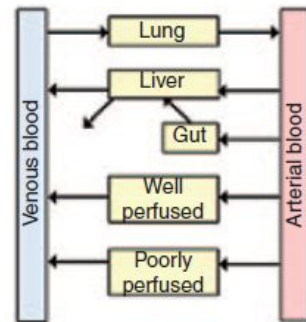 Lung
Liver
Gut
Well
perfused
Poorly
perfused
Venous blood
Arterial blood